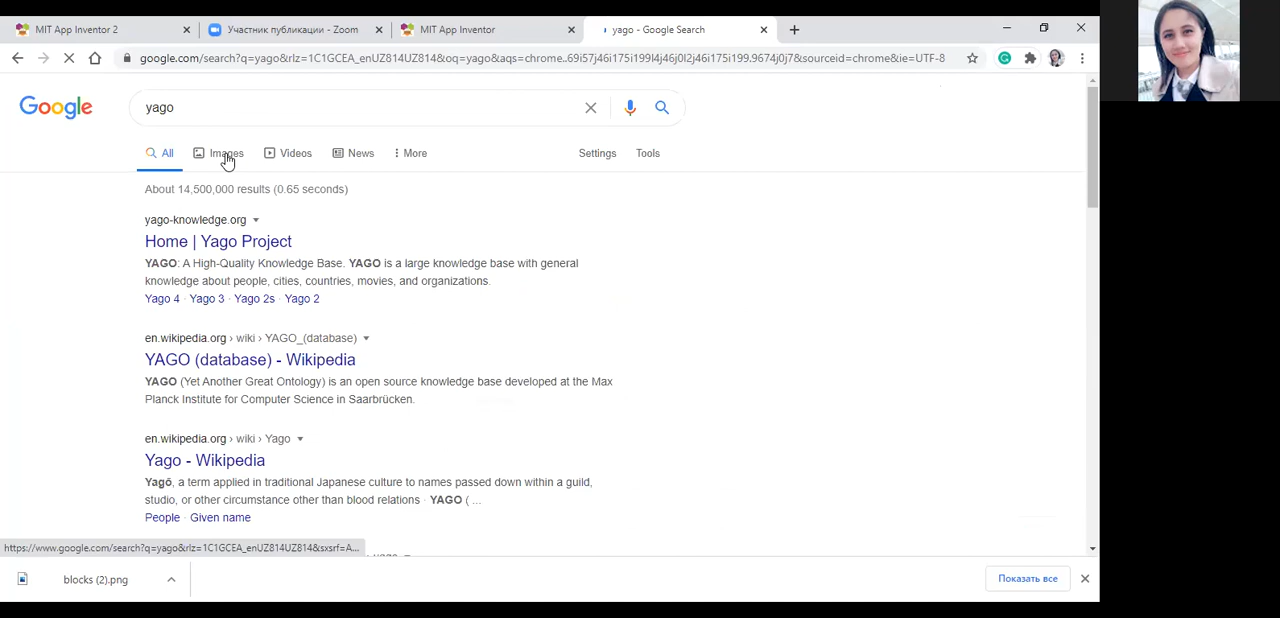 MIT App Inventor 2
Участник публикации - Zoom
MIT App Inventor
yago - Google Search
google.com/search?q=yago&rlz=1C1GCEA_enUZ814UZ814&oq=yago&aqs=chrome..69i57j46i175i199l4j46j0l2j46i175i199.9674j0j7&sourceid=chrome&ie=UTF-8
Google
yago
All
Images
Videos
News
More
Settings
Tools
About 14,500,000 results (0.65 seconds)
yago-knowledge.org
Home | Yago Project
YAGO: A High-Quality Knowledge Base. YAGO is a large knowledge base with general
knowledge about people, cities, countries, movies, and organizations.
Yago 4 · Yago 3 · Yago 2s · Yago 2
en.wikipedia.org › wiki › YAGO_(database)
YAGO (database) - Wikipedia
YAGO (Yet Another Great Ontology) is an open source knowledge base developed at the Max
Planck Institute for Computer Science in Saarbrücken.
en.wikipedia.org › wiki › Yago
Yago - Wikipedia
Yagō, a term applied in traditional Japanese culture to names passed down within a guild,
studio, or other circumstance other than blood relations · YAGO ( ...
People · Given name
https://www.google.com/search?q=yago&rlz=1C1GCEA_enUZ814UZ814&sxsrf=A...
blocks (2).png
Показать все